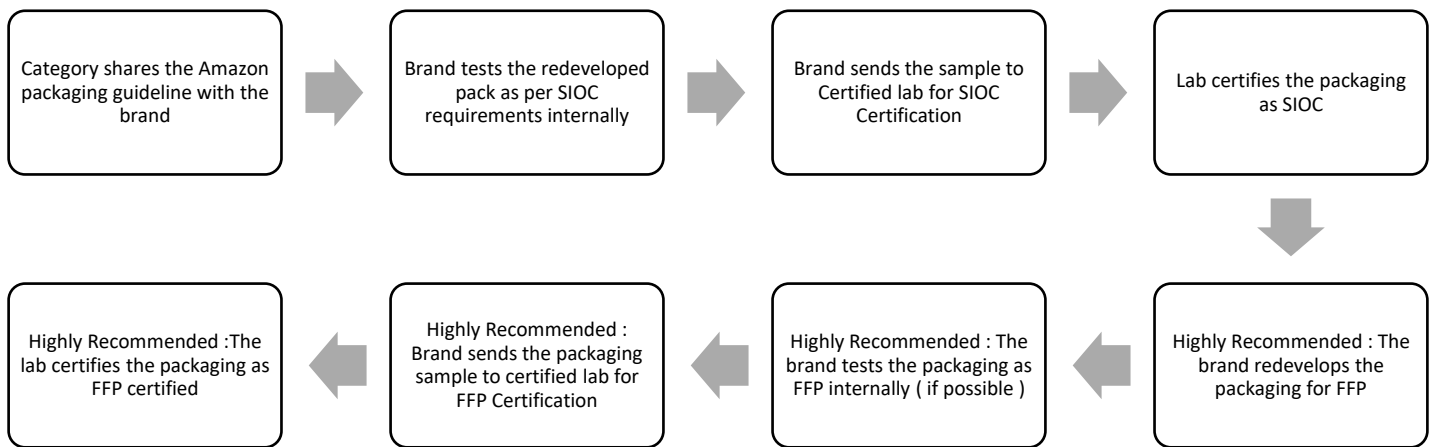 Category shares the Amazon
packaging guideline with the
brand
Brand tests the redeveloped
pack as per SIOC
requirements internally
Brand sends the sample to
Certified lab for SIOC
Certification
Lab certifies the packaging
as SIOC
Highly Recommended : The
brand redevelops the
packaging for FFP
Highly Recommended : The
brand tests the packaging as
FFP internally ( if possible )
Highly Recommended :
Brand sends the packaging
sample to certified lab for
FFP Certification
Highly Recommended :The
lab certifies the packaging as
FFP certified